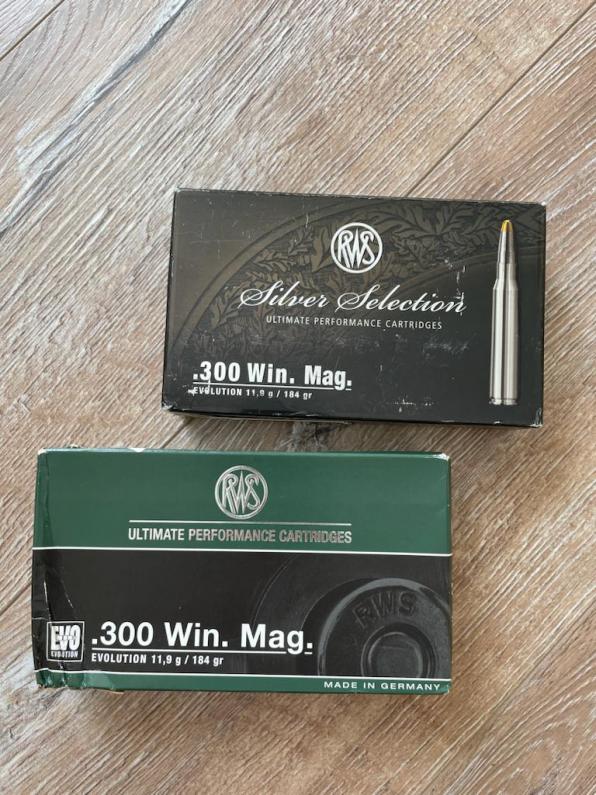 RWS
Silver Selection
ULTIMATE PERFORMANCE CARTRIDGES
.300 Win. Mag.
EVOLUTION 11,9 g / 184 gr
RWS
ULTIMATE PERFORMANCE CARTRIDGES
RWS
EVO
EVOLUTION
.300 Win. Mag.
EVOLUTION 11,9 g / 184 gr
MADE IN GERMANY